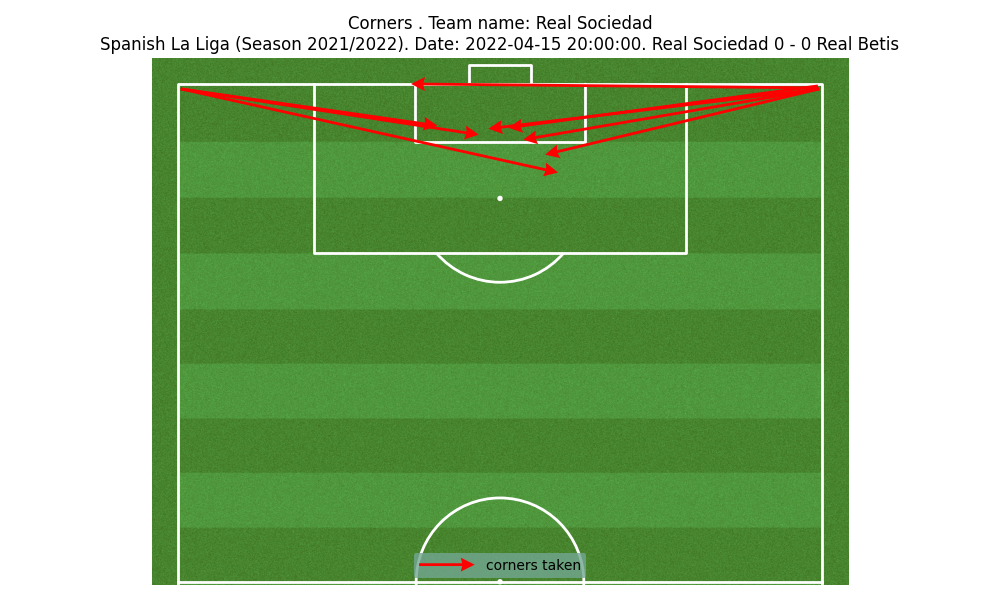 Corners . Team name: Real Sociedad
Spanish La Liga (Season 2021/2022). Date: 2022-04-15 20:00:00. Real Sociedad 0 - 0 Real Betis
corners taken